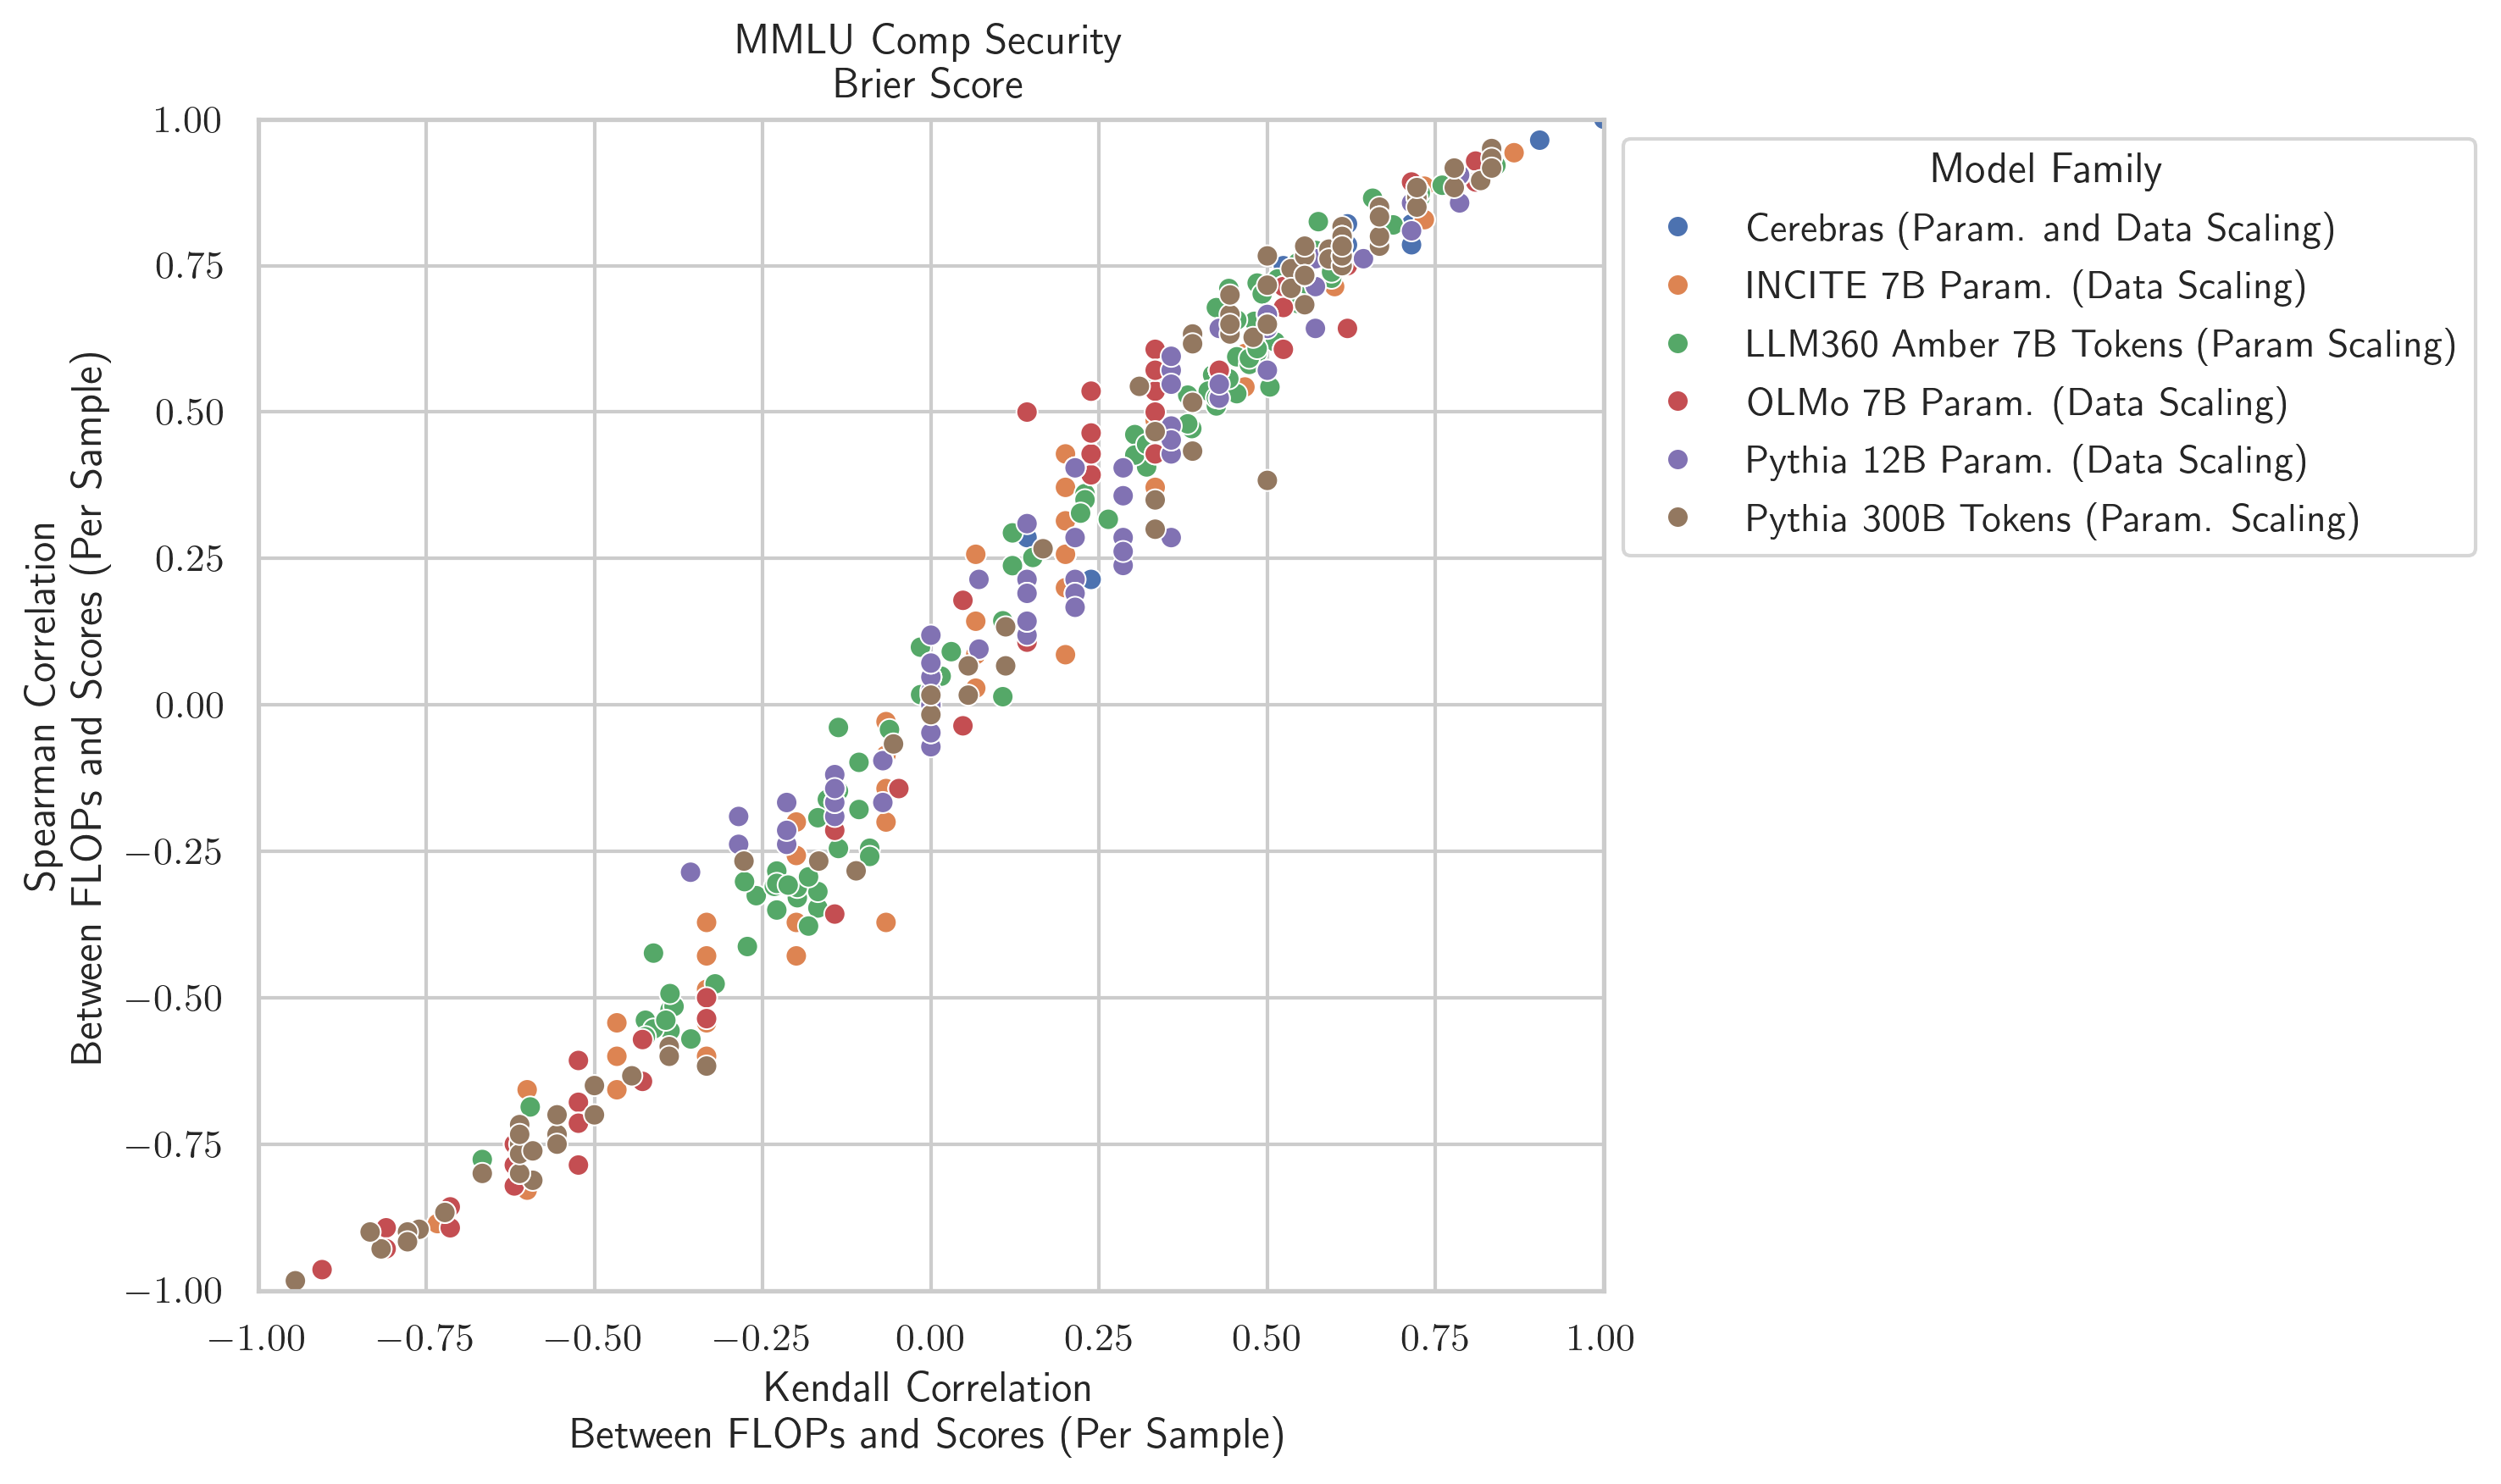 MMLU Comp Security
Brier Score
Spearman Correlation
Between FLOPs and Scores (Per Sample)
1.00
0.75
0.50
0.25
0.00
−0.25
−0.50
−0.75
−1.00
−1.00
−0.75
−0.50
−0.25
0.00
0.25
0.50
0.75
1.00
Kendall Correlation
Between FLOPs and Scores (Per Sample)
Model Family
Cerebras (Param. and Data Scaling)
INCITE 7B Param. (Data Scaling)
LLM360 Amber 7B Tokens (Param Scaling)
OLMo 7B Param. (Data Scaling)
Pythia 12B Param. (Data Scaling)
Pythia 300B Tokens (Param. Scaling)